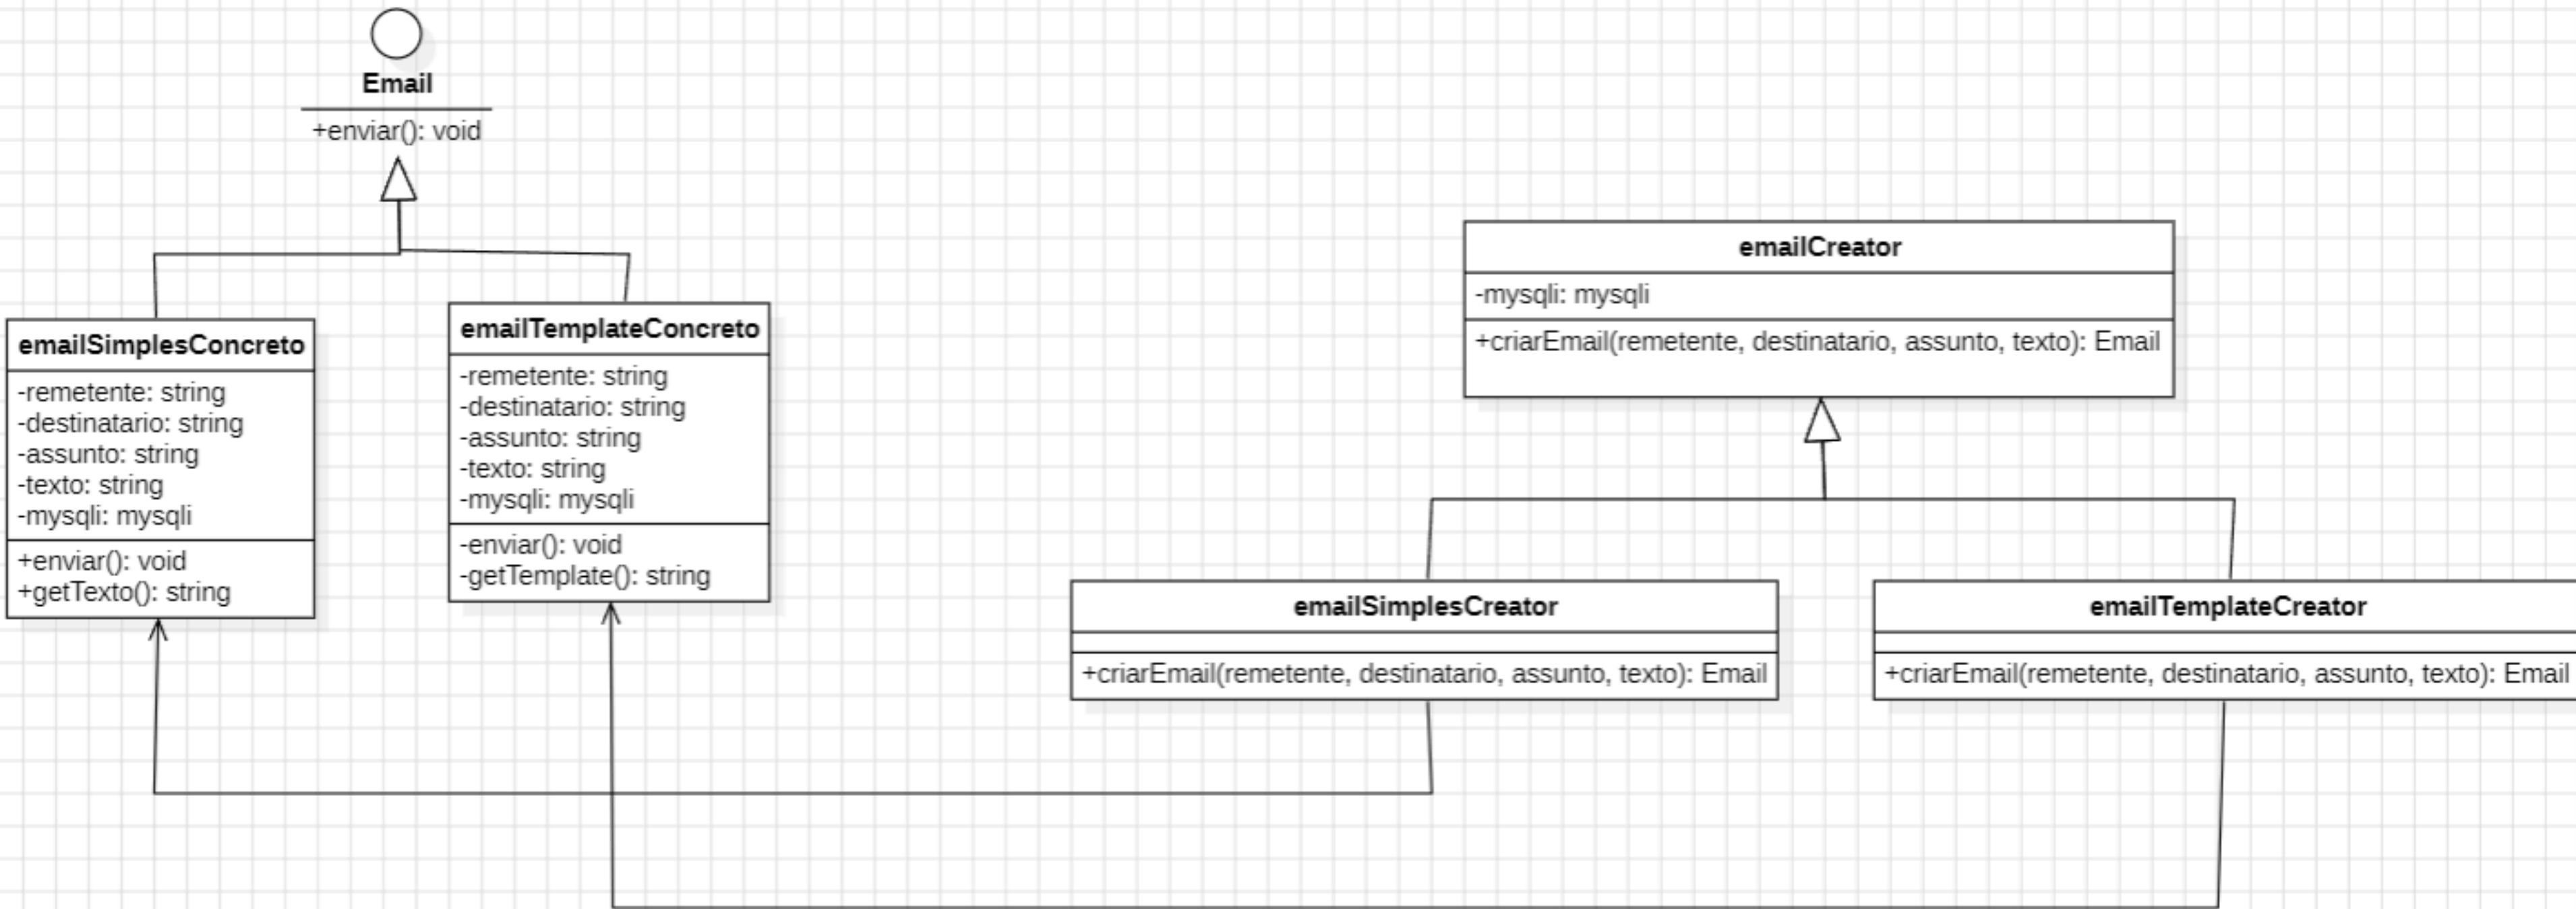 Email
+enviar(): void
emailSimplesConcreto
-remetente: string
-destinatario: string
-assunto: string
-texto: string
-mysqli: mysqli
+enviar(): void
+getTexto(): string
emailTemplateConcreto
-remetente: string
-destinatario: string
-assunto: string
-texto: string
-mysqli: mysqli
-enviar(): void
-getTemplate(): string
emailCreator
-mysqli: mysqli
+criarEmail(remetente, destinatario, assunto, texto): Email
emailSimplesCreator
+criarEmail(remetente, destinatario, assunto, texto): Email
emailTemplateCreator
+criarEmail(remetente, destinatario, assunto, texto): Email